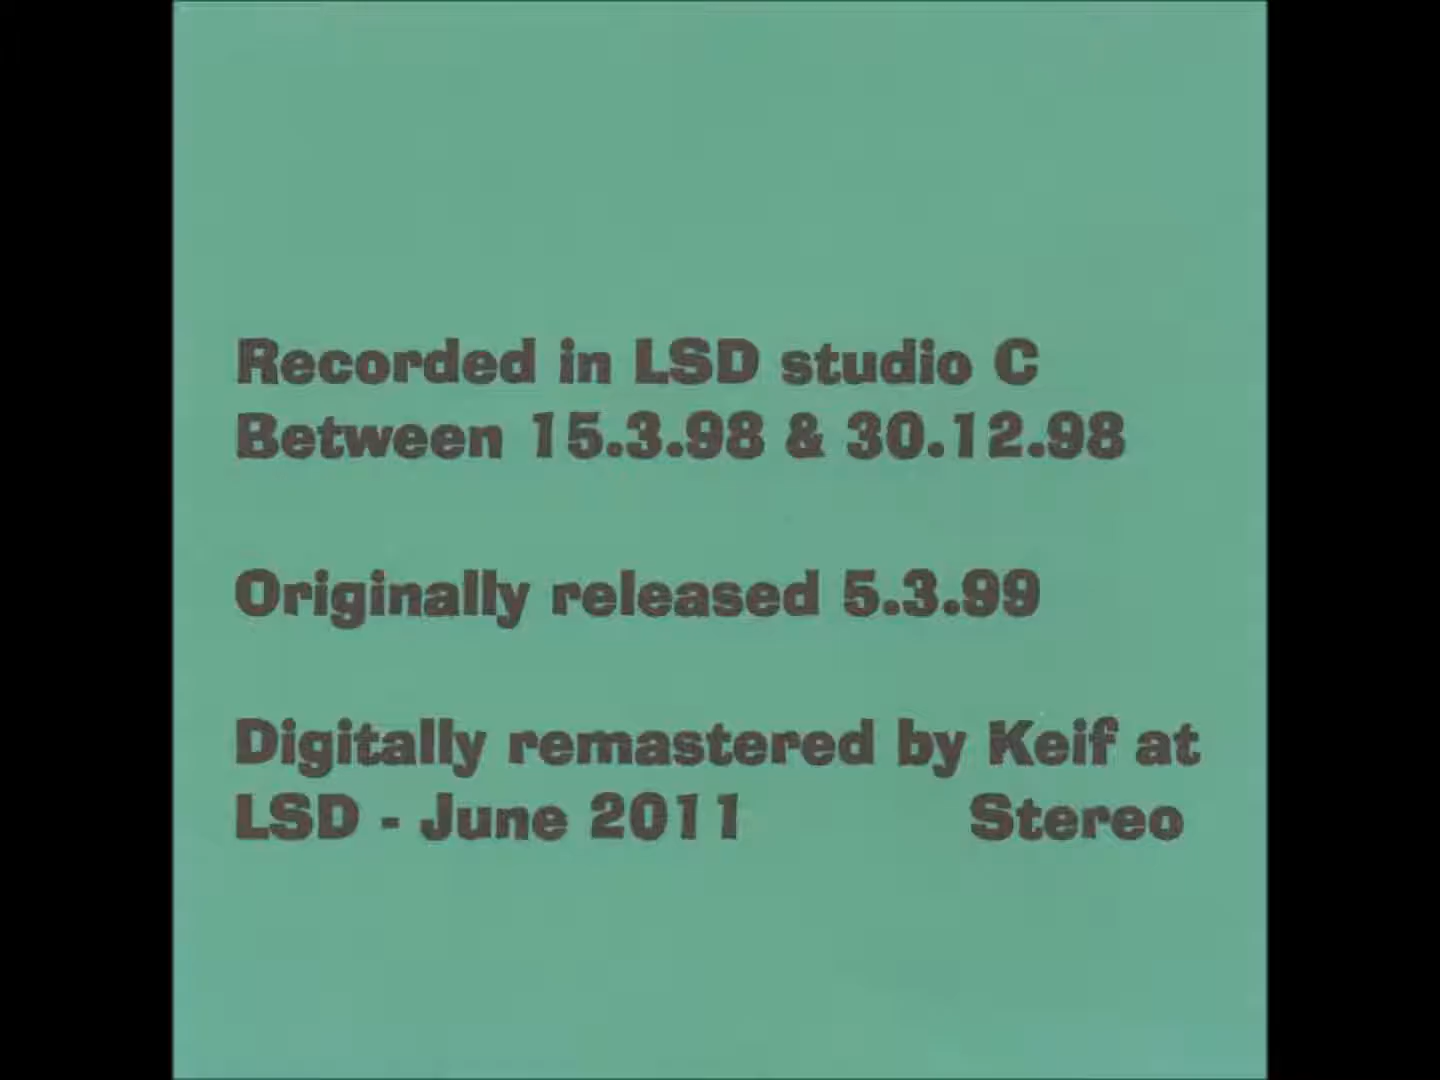 Recorded in LSD studio C
Between 15.3.98 & 30.12.98
Originally released 5.3.99
Digitally remastered by Keif at
LSD - June 2011 Stereo